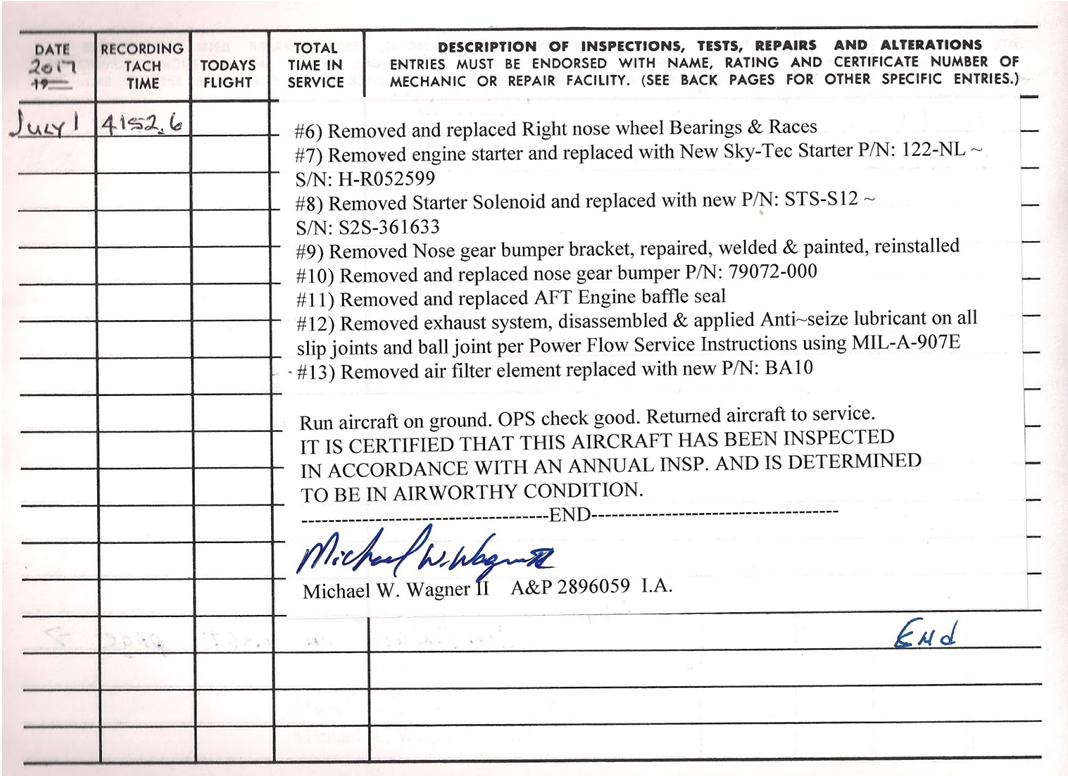 DATE
2017
19
RECORDING
TACH
TIME
TODAYS
FLIGHT
TOTAL
TIME IN
SERVICE
DESCRIPTION OF INSPECTIONS, TESTS, REPAIRS AND ALTERATIONS
ENTRIES MUST BE ENDORSED WITH NAME, RATING AND CERTIFICATE NUMBER OF
MECHANIC OR REPAIR FACILITY. (SEE BACK PAGES FOR OTHER SPECIFIC ENTRIES.)
July 1 4152.6
#6) Removed and replaced Right nose wheel Bearings & Races
#7) Removed engine starter and replaced with New Sky-Tec Starter P/N: 122-NL ~
S/N: H-R052599
#8) Removed Starter Solenoid and replaced with new P/N: STS-S12 ~
S/N: S2S-361633
#9) Removed Nose gear bumper bracket, repaired, welded & painted, reinstalled
#10) Removed and replaced nose gear bumper P/N: 79072-000
#11) Removed and replaced AFT Engine baffle seal
#12) Removed exhaust system, disassembled & applied Anti~seize lubricant on all
slip joints and ball joint per Power Flow Service Instructions using MIL-A-907E
#13) Removed air filter element replaced with new P/N: BA10
Run aircraft on ground. OPS check good. Returned aircraft to service.
IT IS CERTIFIED THAT THIS AIRCRAFT HAS BEEN INSPECTED
IN ACCORDANCE WITH AN ANNUAL INSP. AND IS DETERMINED
TO BE IN AIRWORTHY CONDITION.
-----------------------------------END-----------------------------------
Michael W. Wagner II
Michael W. Wagner II A&P 2896059 I.A.
End